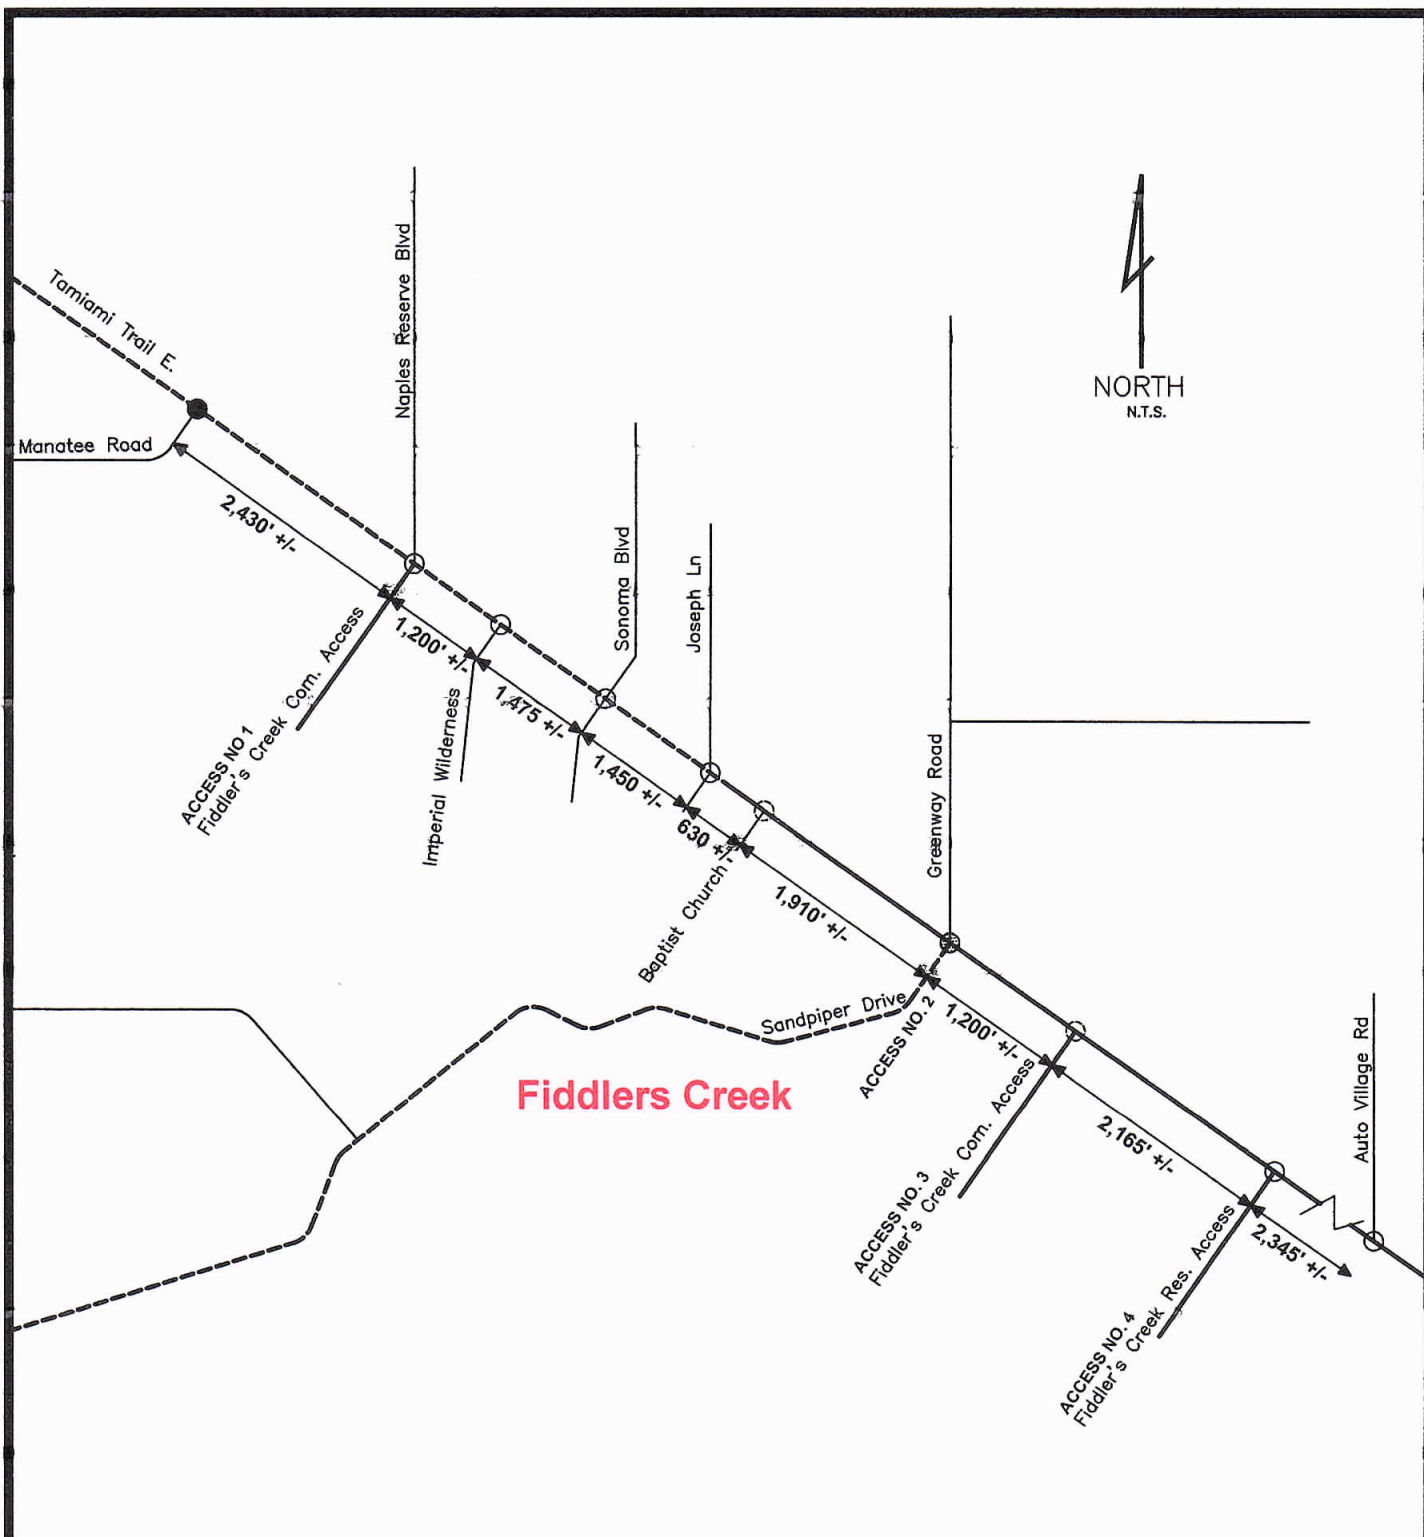 Naples Reserve Blvd
Tamiami Trail E.
NORTH
N.T.S.
Manatee Road
2,430' +/-
Sonoma Blvd
Joseph Ln
1,200' +/-
ACCESS NO 1
Fiddler's Creek Com. Access
Imperial Wilderness
1,475 +/-
1,450 +/-
630 +/-
Baptist Church
Greenway Road
1,910' +/-
Sandpiper Drive
ACCESS NO. 2
1,200' +/-
Fiddlers Creek
ACCESS NO. 3
Fiddler's Creek Com. Access
2,165' +/-
Auto Village Rd
ACCESS NO. 4
Fiddler's Creek Res. Access
2,345' +/-